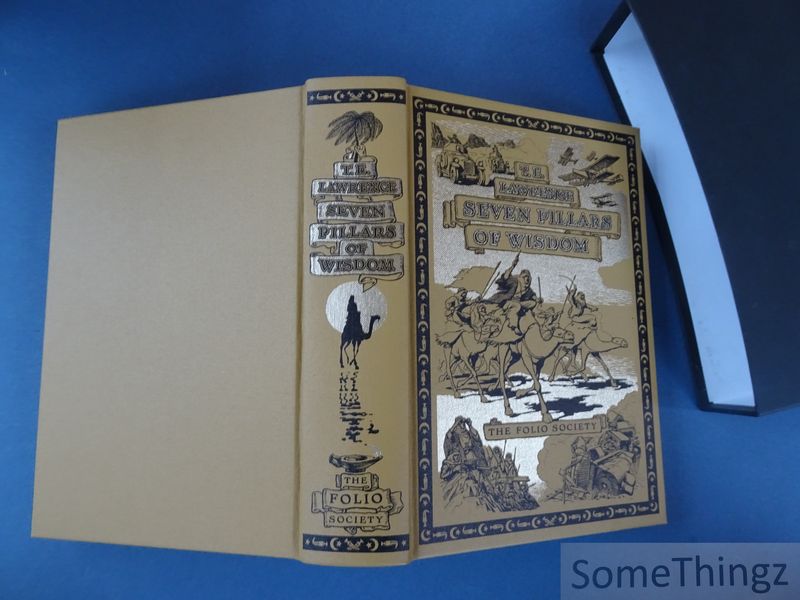 T.E.
LAWRENCE
SEVEN
PILLARS
OF
WISDOM
THE
FOLIO
SOCIETY
T.E.
LAWRENCE
SEVEN PILLARS
OF WISDOM
THE FOLIO SOCIETY
SomeThingz